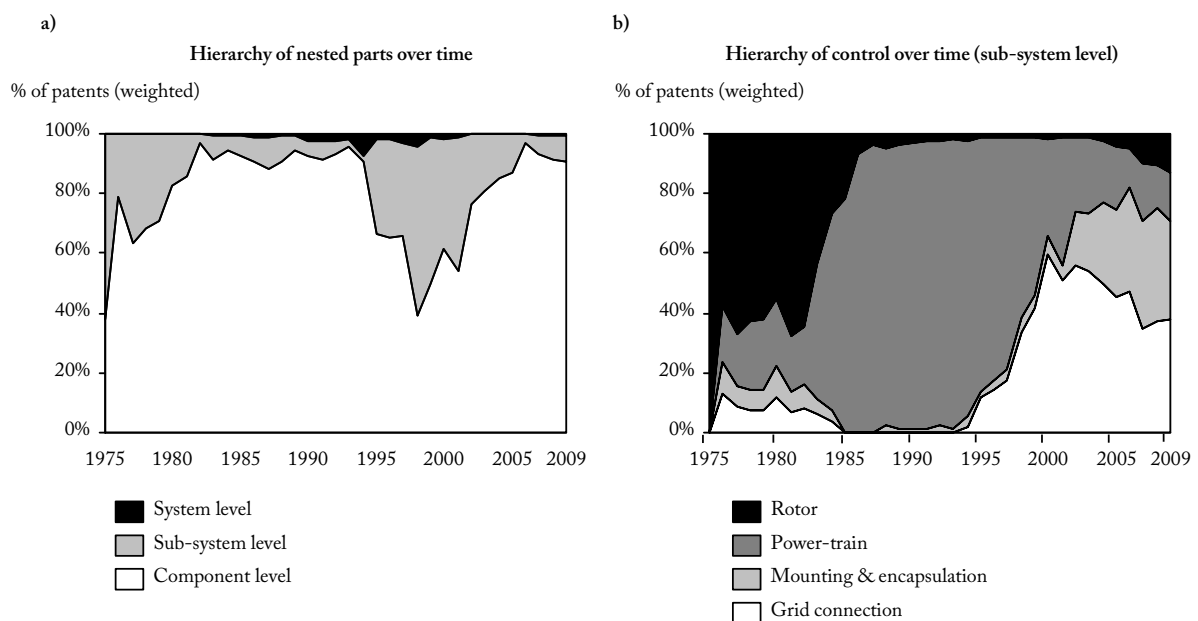 a)
Hierarchy of nested parts over time
% of patents (weighted)
100%
80%
60%
40%
20%
0%
1975 1980 1985 1990 1995 2000 2005 2009
System level
Sub-system level
Component level
b)
Hierarchy of control over time (sub-system level)
% of patents (weighted)
100%
80%
60%
40%
20%
0%
1975 1980 1985 1990 1995 2000 2005 2009
Rotor
Power-train
Mounting & encapsulation
Grid connection